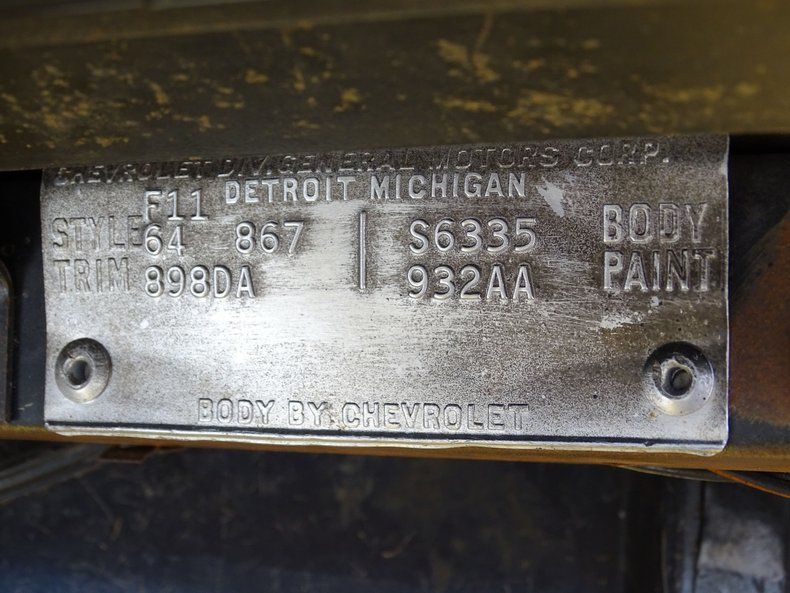 CHEVROLET DIV. GENERAL MOTORS CORP.
DETROIT MICHIGAN
F11
STYLE 64 867 S6335 BODY
TRIM 898DA 932AA PAINT
BODY BY CHEVROLET